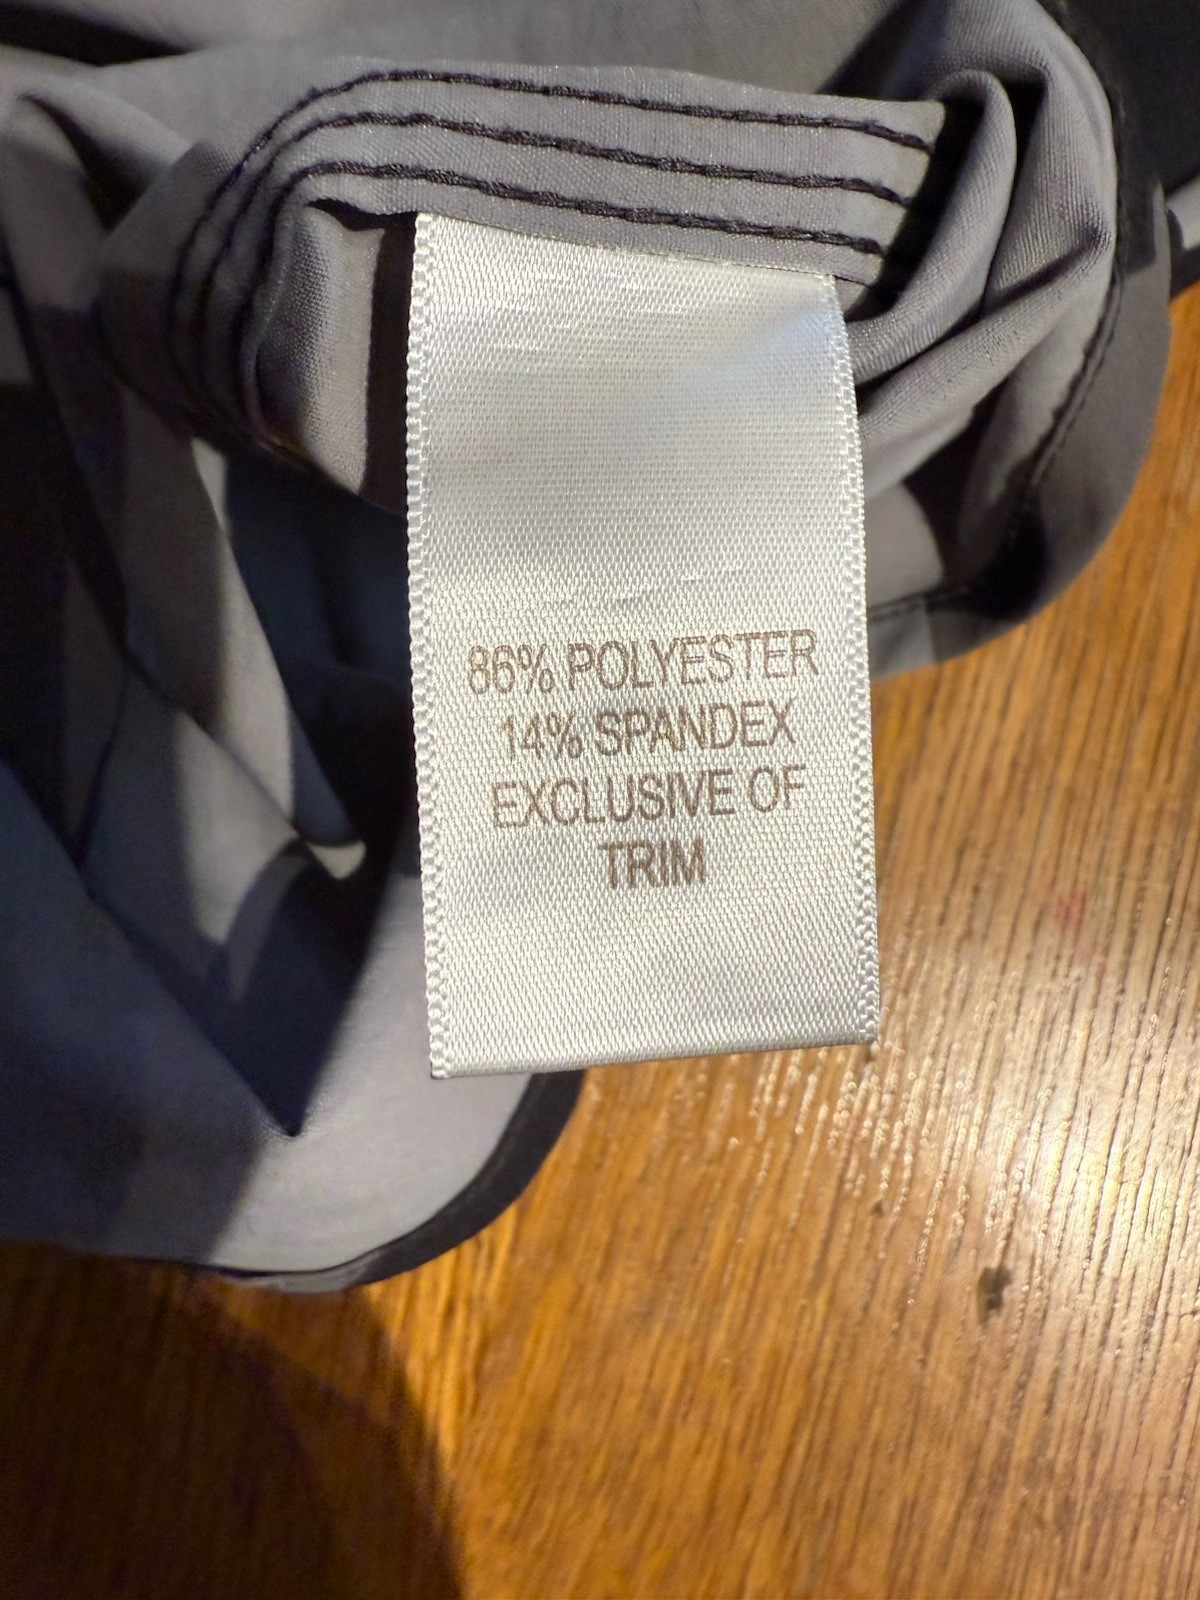 86% POLYESTER
14% SPANDEX
EXCLUSIVE OF
TRIM